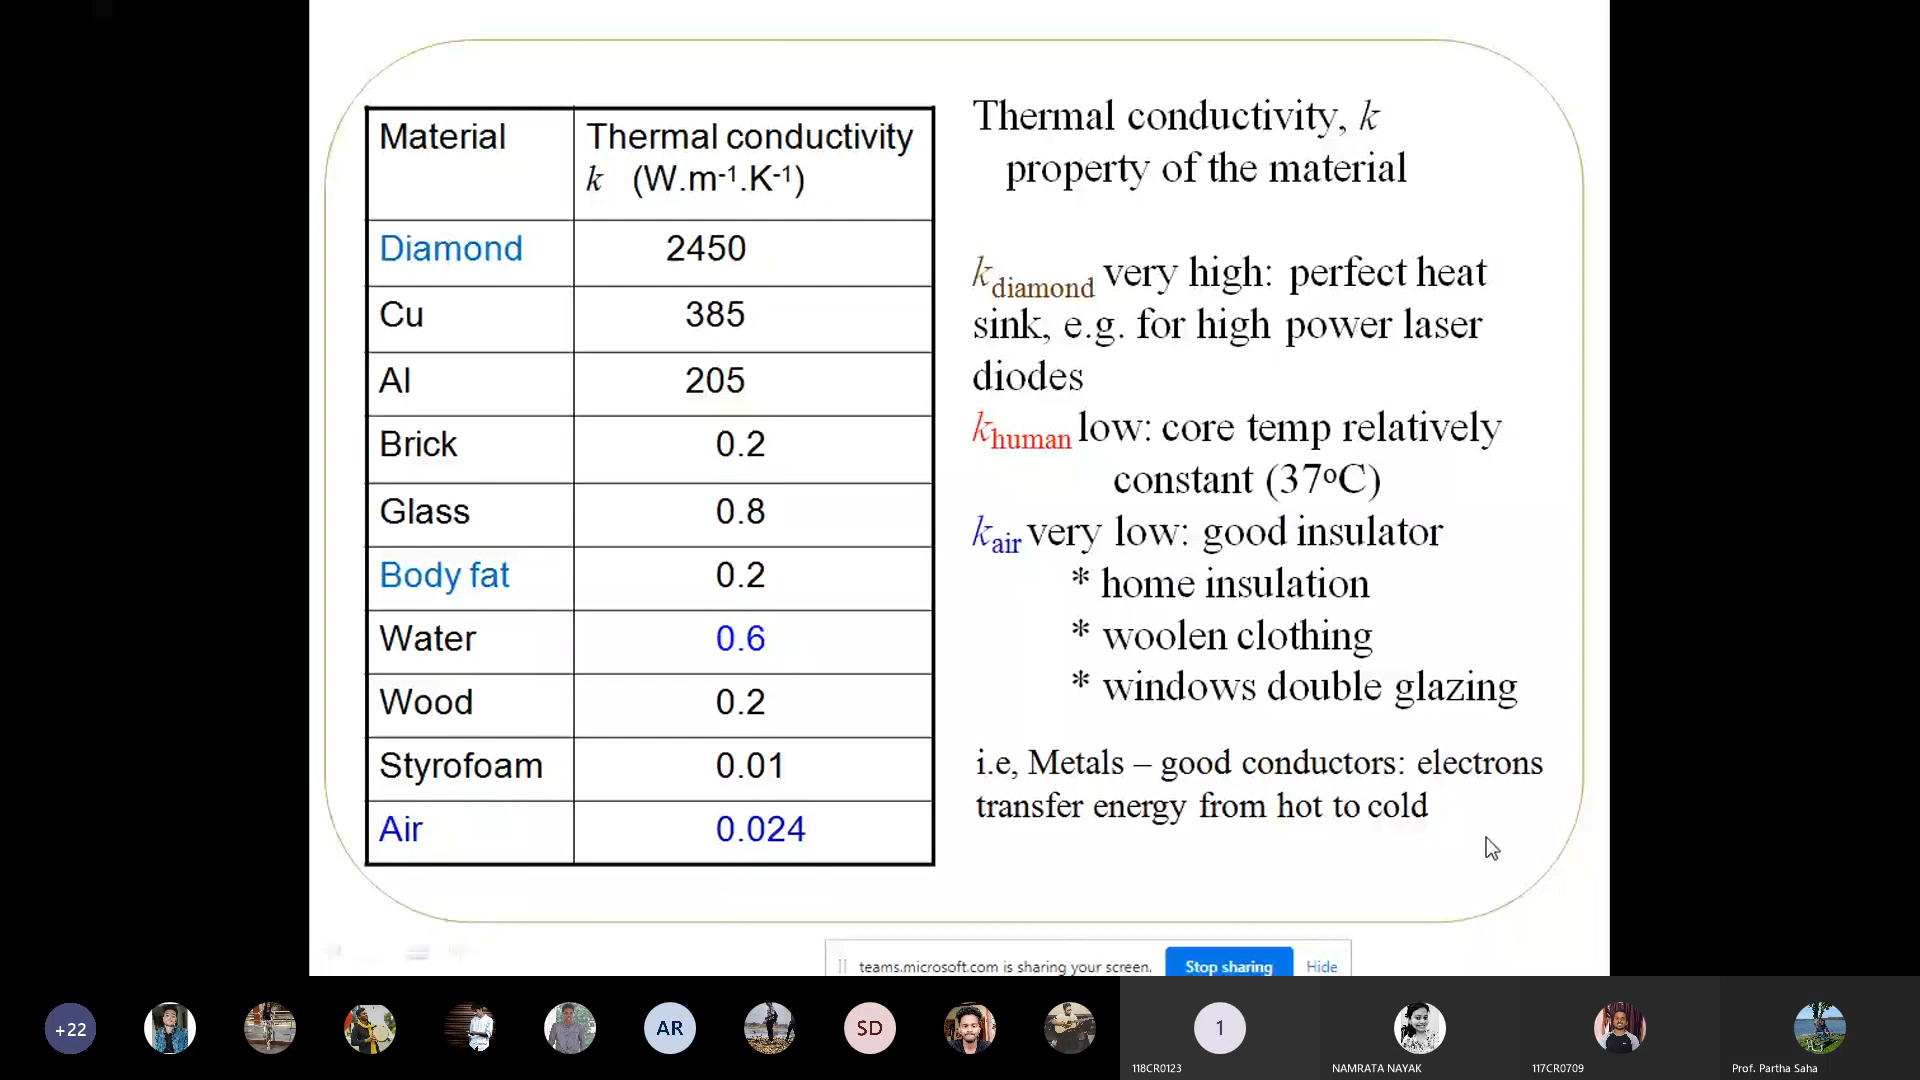 Material Thermal conductivity
k (W.m-1.K-1)
Diamond 2450
Cu 385
Al 205
Brick 0.2
Glass 0.8
Body fat 0.2
Water 0.6
Wood 0.2
Styrofoam 0.01
Air 0.024
Thermal conductivity, k
property of the material
kdiamond very high: perfect heat
sink, e.g. for high power laser
diodes
khuman low: core temp relatively
constant (37oC)
kair very low: good insulator
* home insulation
* woolen clothing
* windows double glazing
i.e, Metals – good conductors: electrons
transfer energy from hot to cold
teams.microsoft.com is sharing your screen. Stop sharing Hide
+22 AR SD 1
118CR0123 NAMRATA NAYAK 117CR0709 Prof. Partha Saha